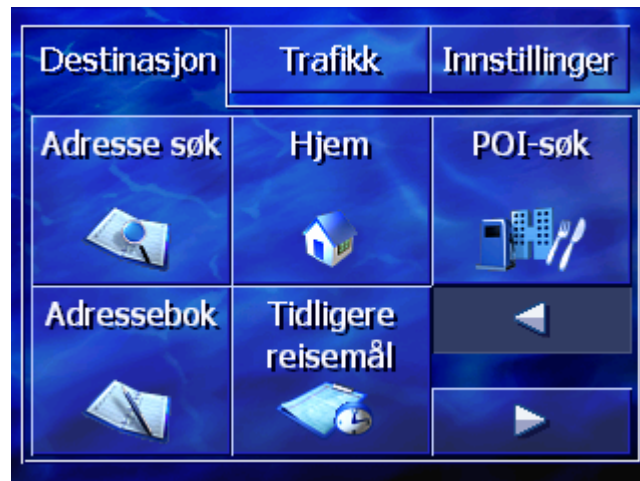 Destinasjon
Trafikk
Innstillinger
Adresse søk
Hjem
POI-søk
Adressebok
Tidligere
reisemål